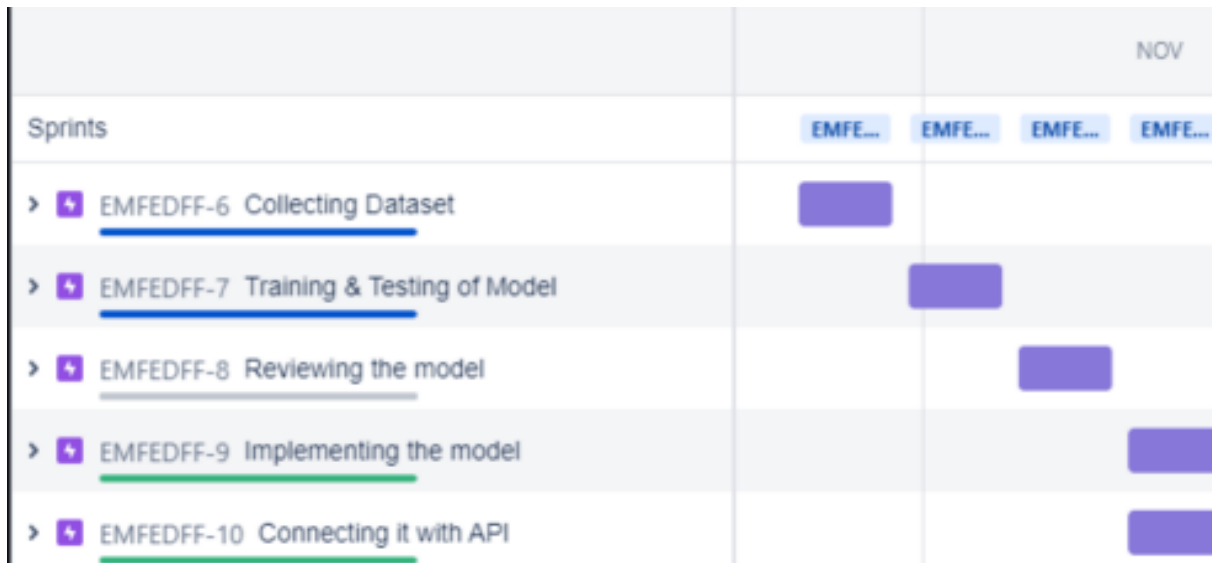 NOV
Sprints EMFE... EMFE... EMFE... EMFE...
EMFEDFF-6 Collecting Dataset
EMFEDFF-7 Training & Testing of Model
EMFEDFF-8 Reviewing the model
EMFEDFF-9 Implementing the model
EMFEDFF-10 Connecting it with API